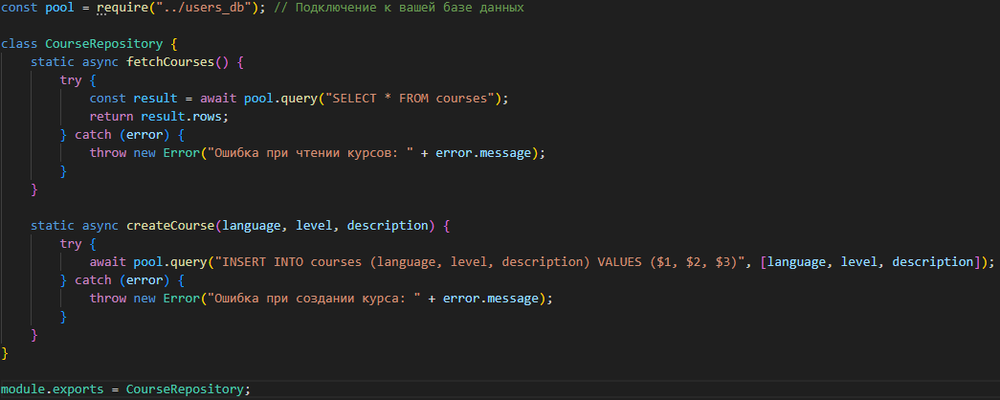 const pool = require("../users_db"); // Подключение к вашей базе данных
class CourseRepository {
static async fetchCourses() {
try {
const result = await pool.query("SELECT * FROM courses");
return result.rows;
} catch (error) {
throw new Error("Ошибка при чтении курсов: " + error.message);
}
}
static async createCourse(language, level, description) {
try {
await pool.query("INSERT INTO courses (language, level, description) VALUES ($1, $2, $3)", [language, level, description]);
} catch (error) {
throw new Error("Ошибка при создании курса: " + error.message);
}
}
}
module.exports = CourseRepository;